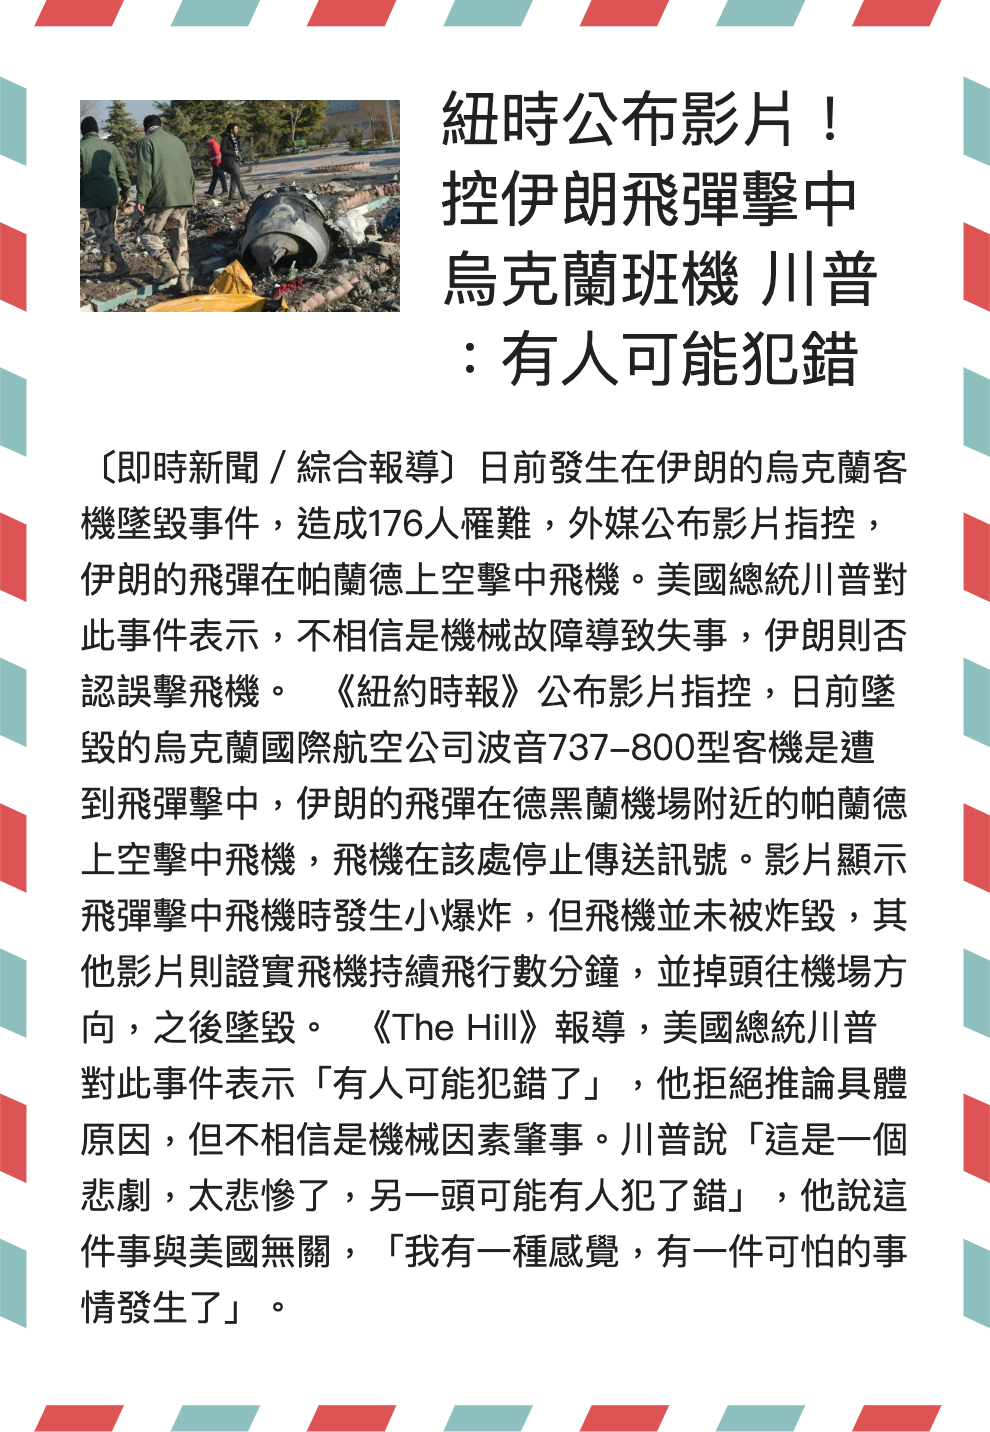 紐時公布影片！
控伊朗飛彈擊中
烏克蘭班機 川普
：有人可能犯錯
〔即時新聞／綜合報導〕日前發生在伊朗的烏克蘭客
機墜毀事件，造成176人罹難，外媒公布影片指控，
伊朗的飛彈在帕蘭德上空擊中飛機。美國總統川普對
此事件表示，不相信是機械故障導致失事，伊朗則否
認誤擊飛機。 《紐約時報》公布影片指控，日前墜
毀的烏克蘭國際航空公司波音737–800型客機是遭
到飛彈擊中，伊朗的飛彈在德黑蘭機場附近的帕蘭德
上空擊中飛機，飛機在該處停止傳送訊號。影片顯示
飛彈擊中飛機時發生小爆炸，但飛機並未被炸毀，其
他影片則證實飛機持續飛行數分鐘，並掉頭往機場方
向，之後墜毀。 《The Hill》報導，美國總統川普
對此事件表示「有人可能犯錯了」，他拒絕推論具體
原因，但不相信是機械因素肇事。川普說「這是一個
悲劇，太悲慘了，另一頭可能有人犯了錯」，他說這
件事與美國無關，「我有一種感覺，有一件可怕的事
情發生了」。